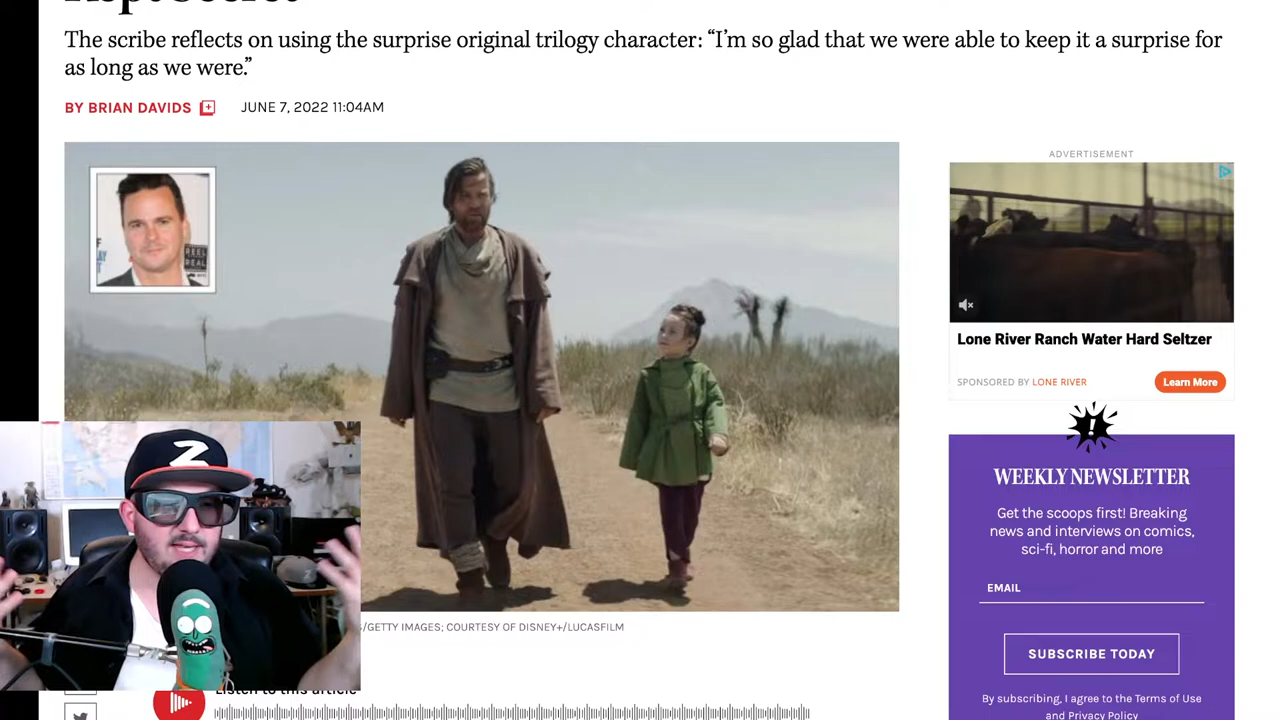 The scribe reflects on using the surprise original trilogy character: “I’m so glad that we were able to keep it a surprise for
as long as we were.”
BY BRIAN DAVIDS
JUNE 7, 2022 11:04AM
ADVERTISEMENT
REEL
REAL
Lone River Ranch Water Hard Seltzer
SPONSORED BY LONE RIVER
Learn More
!
WEEKLY NEWSLETTER
Get the scoops first! Breaking
news and interviews on comics,
sci-fi, horror and more
EMAIL
SUBSCRIBE TODAY
By subscribing, I agree to the Terms of Use
and Privacy Policy
Z
/GETTY IMAGES; COURTESY OF DISNEY+/LUCASFILM
Listen to this article